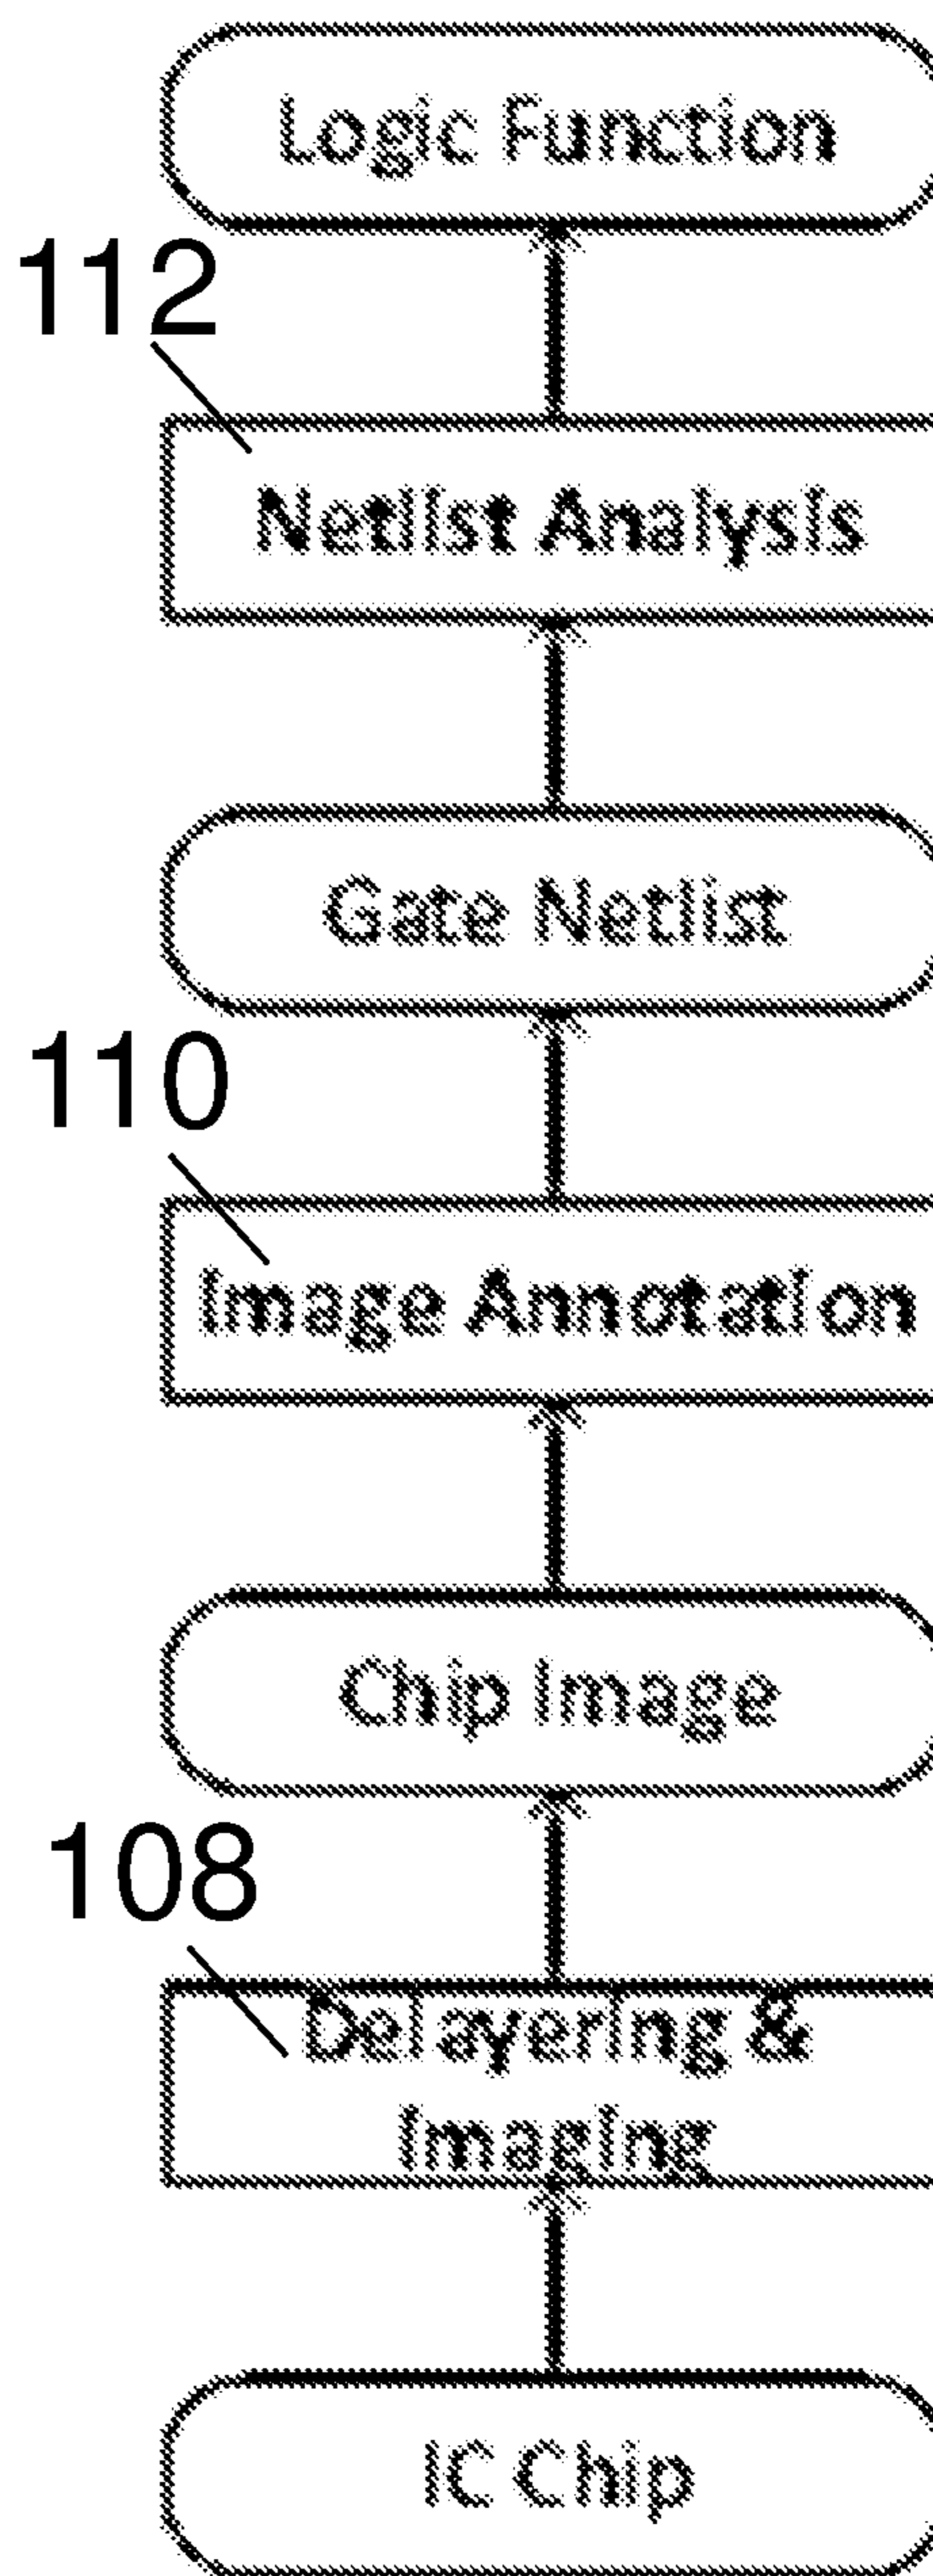 Logic Function
112
Netlist Analysis
Gate Netlist
110
Image Annotation
Chip Image
108
Delayering &
Imaging
IC Chip